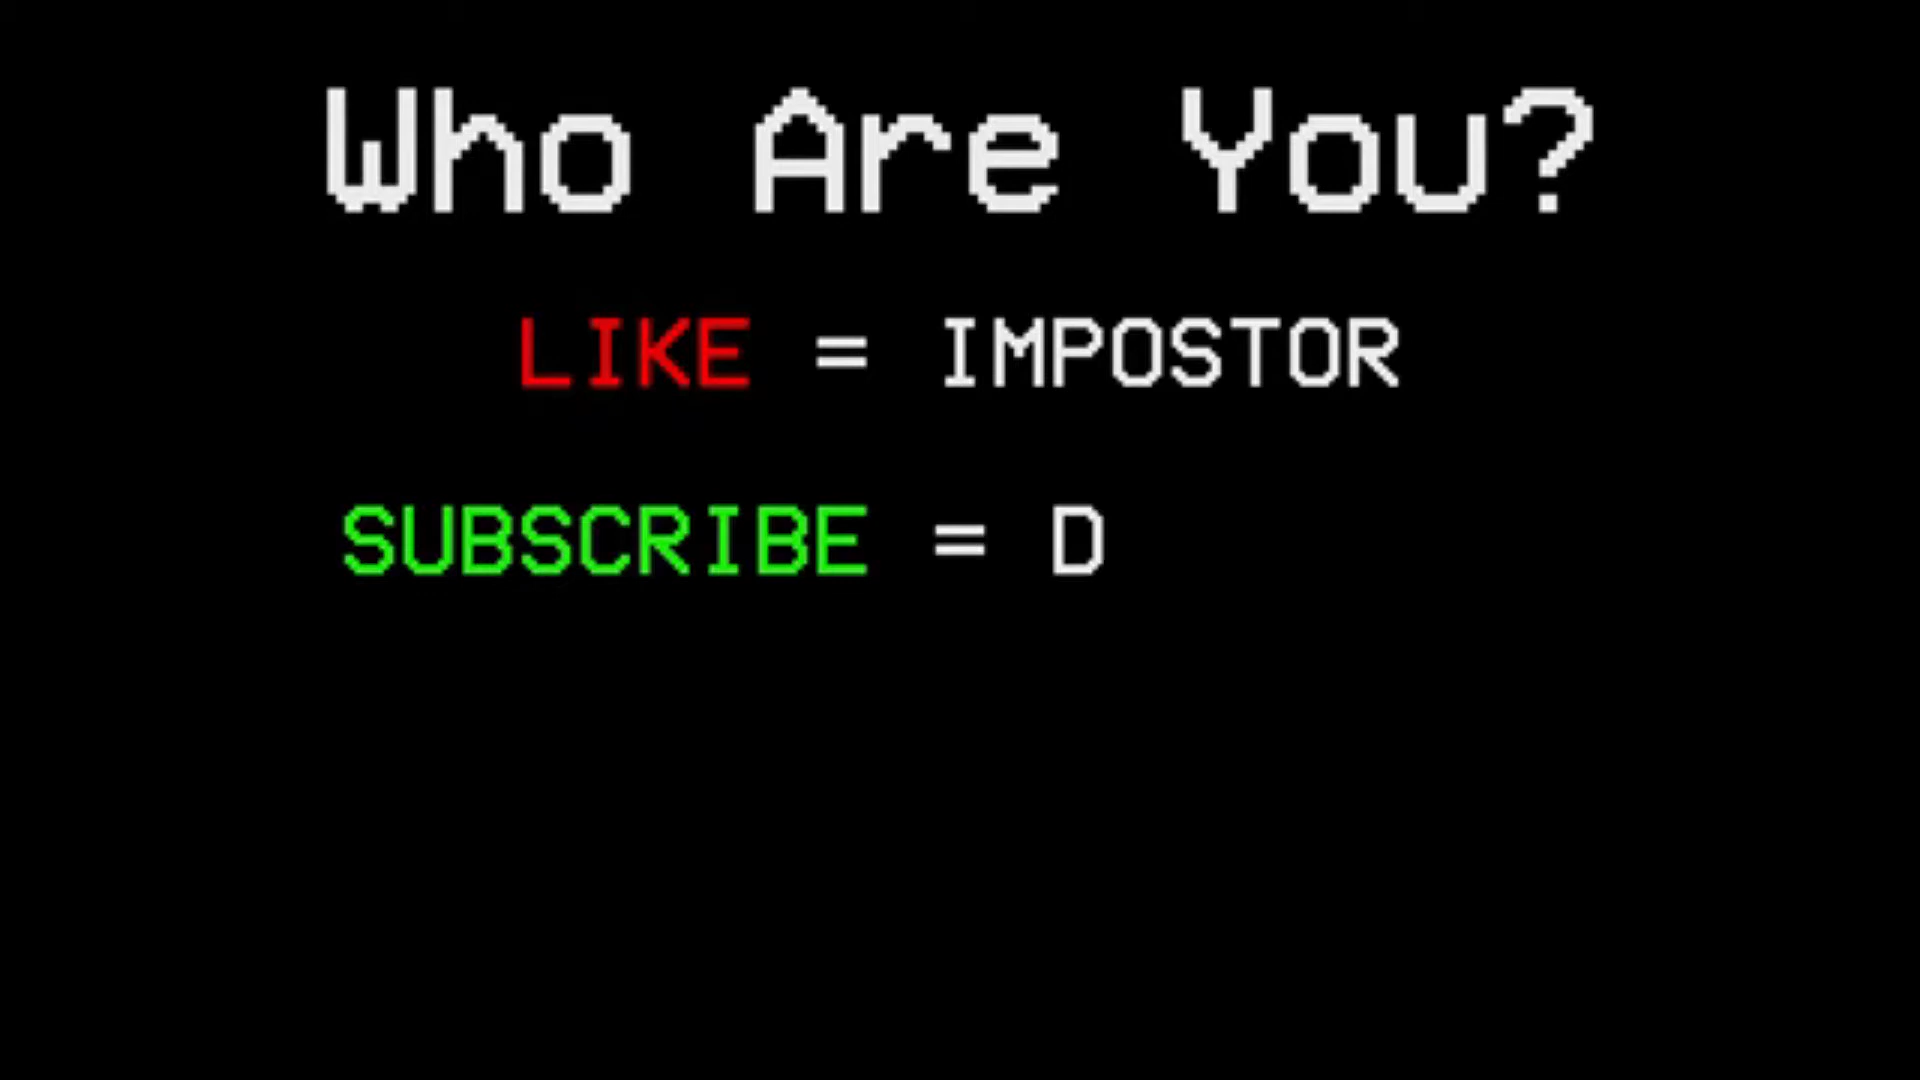 Who Are You?
LIKE = IMPOSTOR
SUBSCRIBE = D